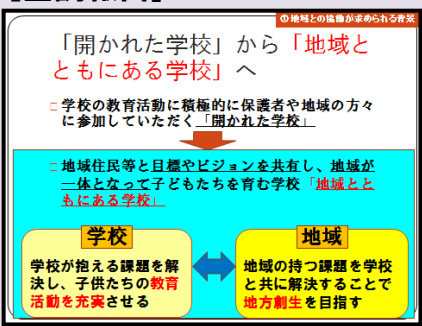 ①地域との協働が求められる背景
「開かれた学校」から「地域と
ともにある学校」へ
□学校の教育活動に積極的に保護者や地域の方々
に参加していただく「開かれた学校」
□地域住民等と目標やビジョンを共有し、地域が
一体となって子どもたちを育む学校「地域とと
もにある学校」
学校
学校が抱える課題を解
決し、子供たちの教育
活動を充実させる
地域
地域の持つ課題を学校
と共に解決することで
地方創生を目指す